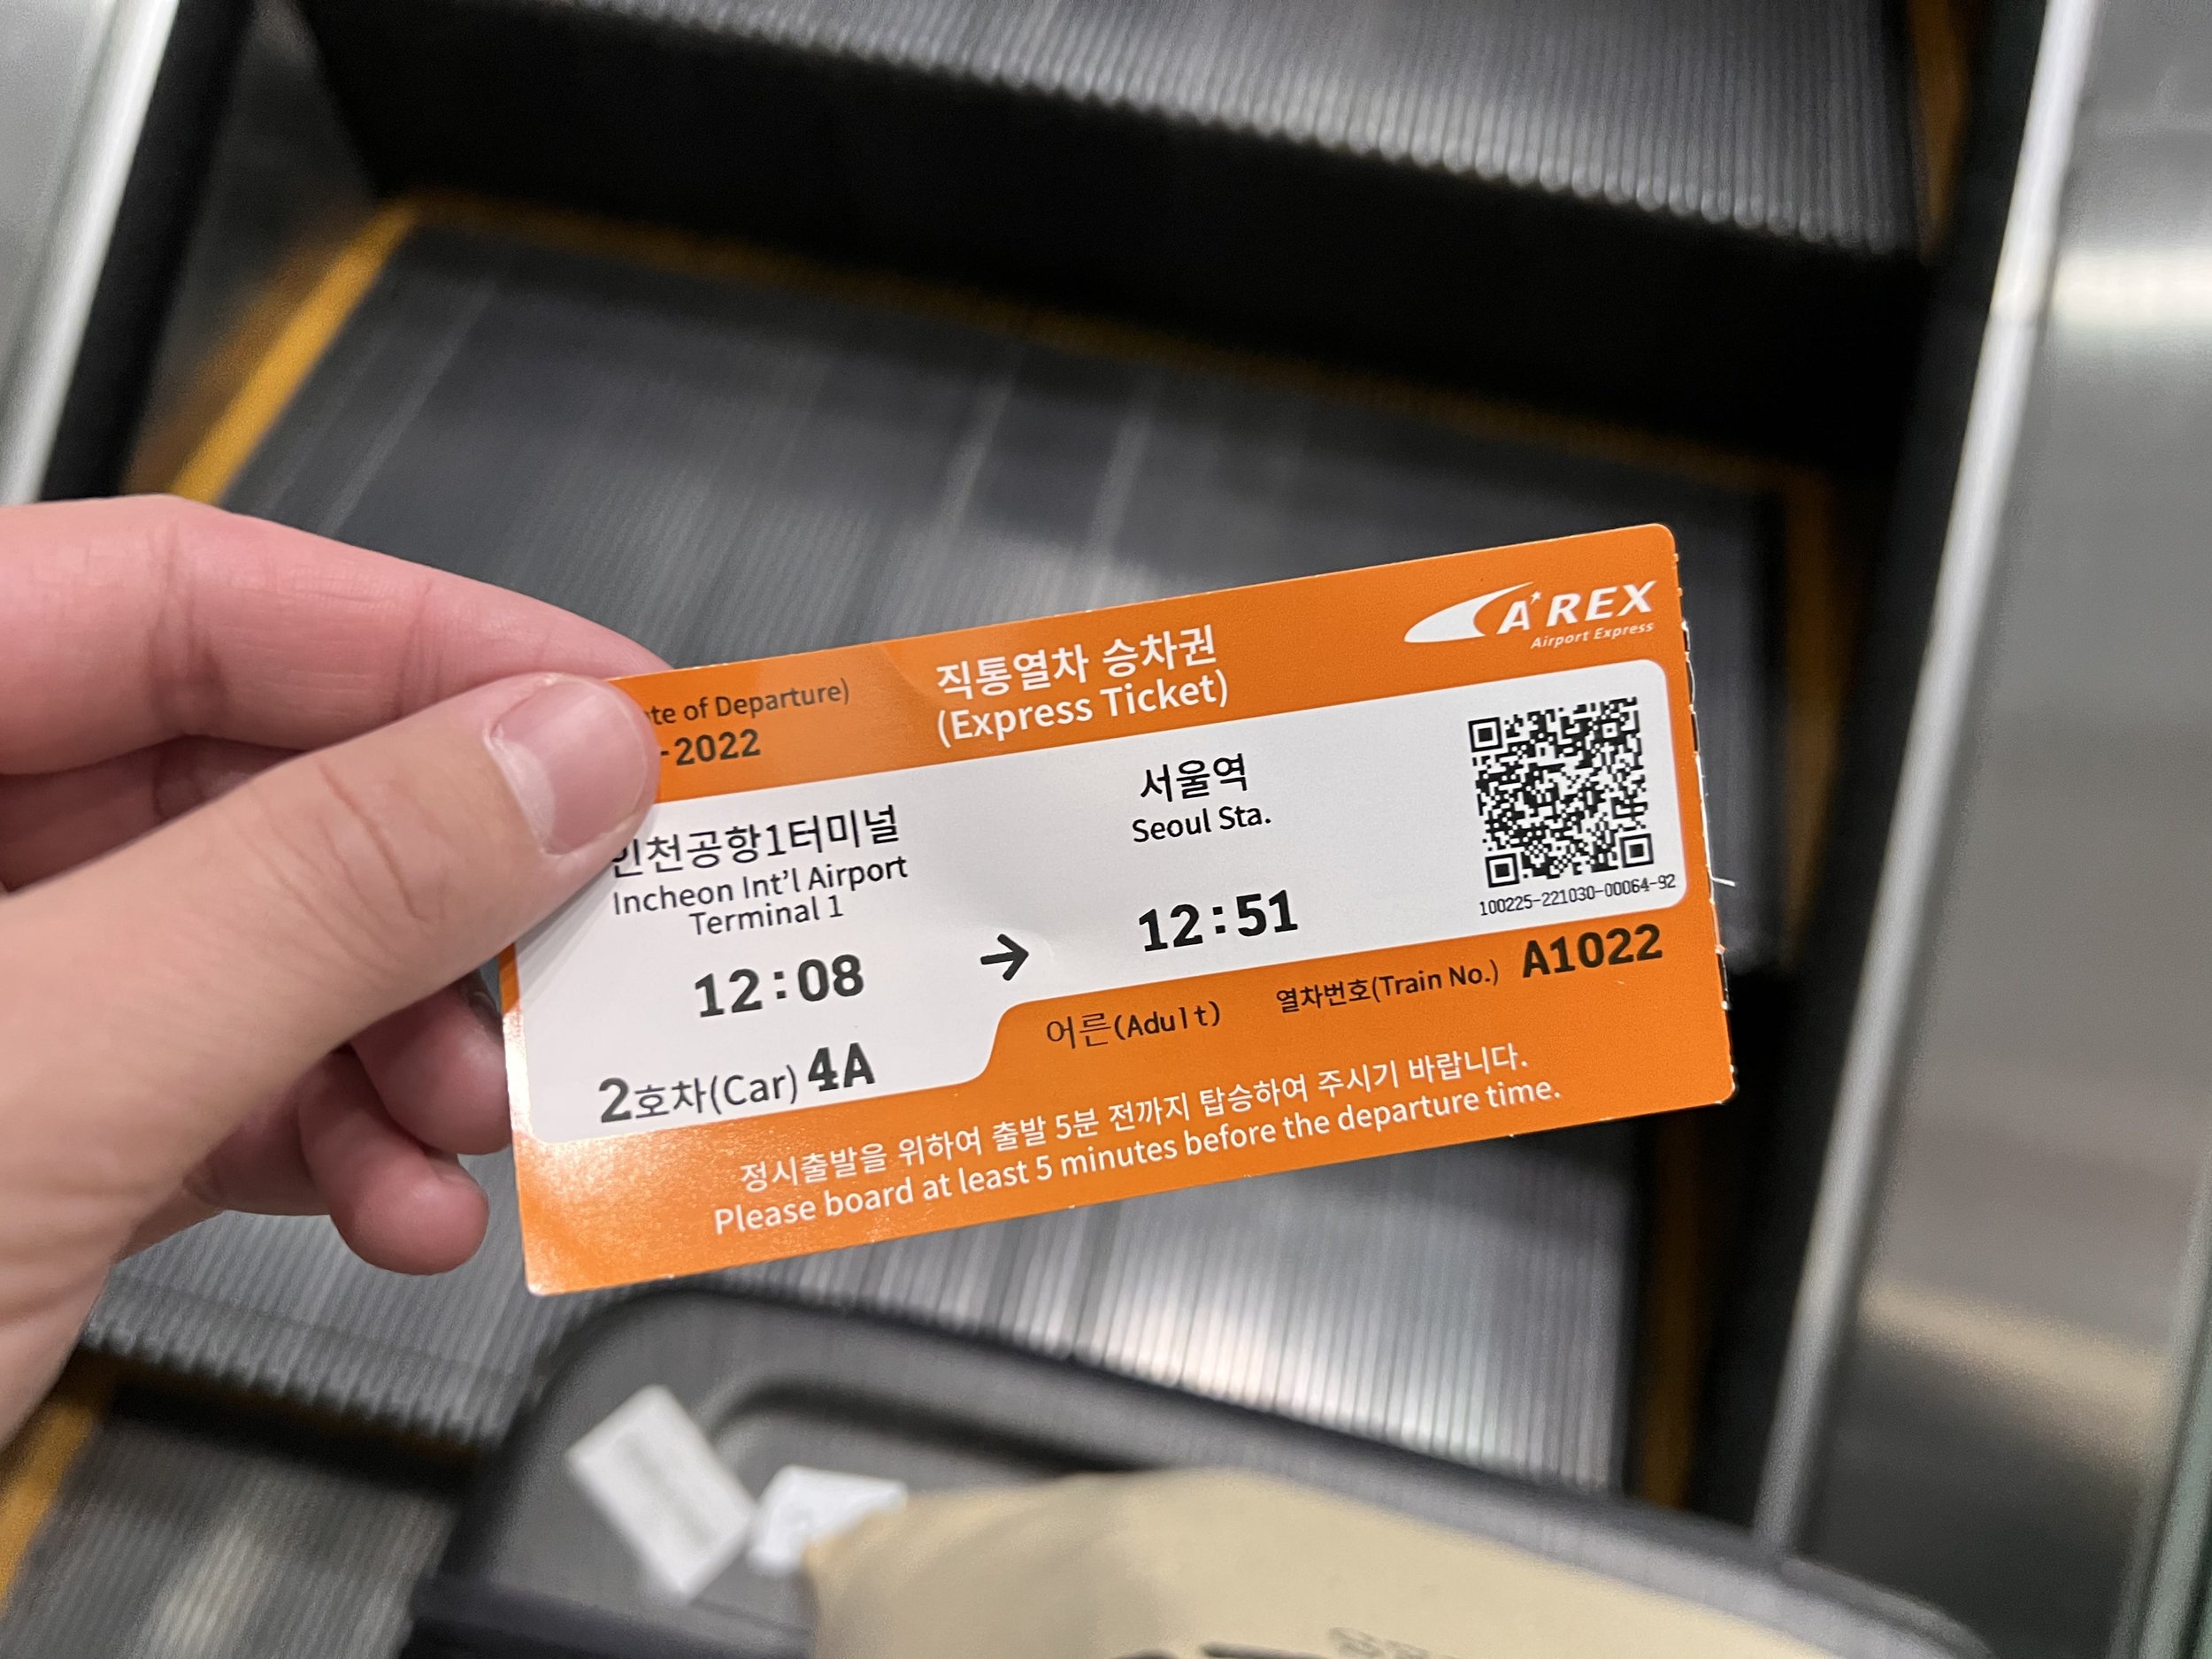 of Departure)
-2022
직통열차 승차권
(Express Ticket)
A'REX
Airport Express
인천공항1터미널
Incheon Int'l Airport
Terminal 1
12:08
→
서울역
Seoul Sta.
12:51
100225-221030-00064-92
2호차(Car) 4A
어른(Adult)
열차번호(Train No.) A1022
정시출발을 위하여 출발 5분 전까지 탑승하여 주시기 바랍니다.
Please board at least 5 minutes before the departure time.